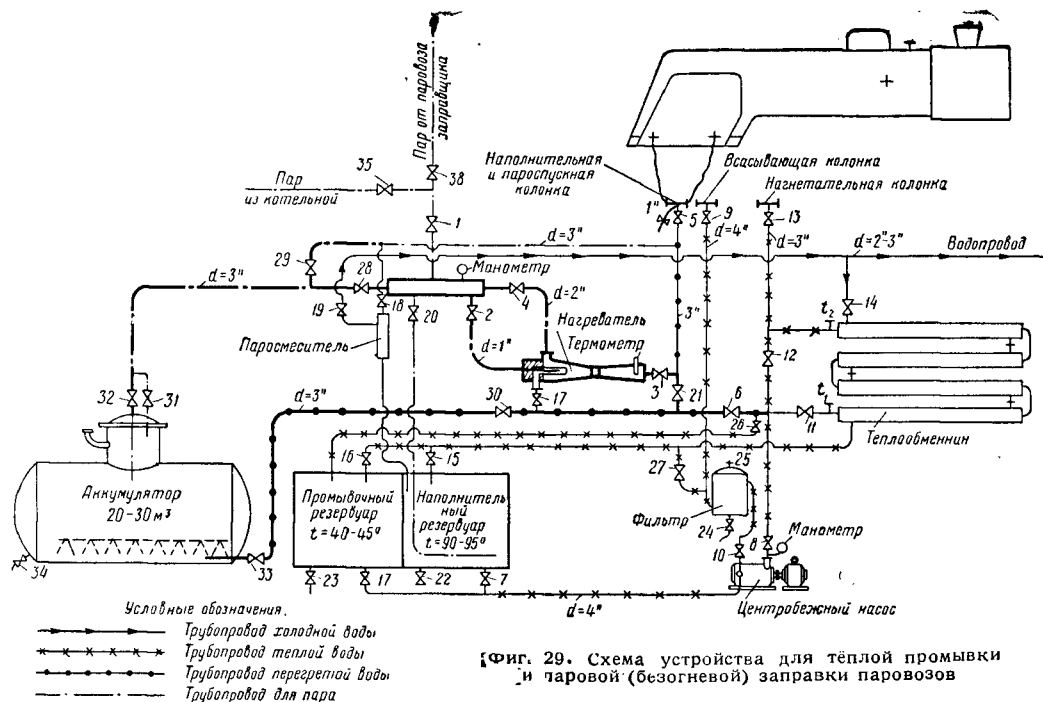 Пар от паровоза
заправщика
Пар
из котельной
35
38
1
Наполнительная
и пароспускная
колонка
Всасывающая колонка
Нагнетательная колонка
1"
5
9
13
d=4"
d=3"
d=2"-3"
Водопровод
d=3"
29
28
d=3"
Манометр
18
4
19
20
2
d=2"
Паросмеситель
d=1"
Нагреватель
Термометр
3"
t₂
14
12
3
17
21
32
31
d=3"
30
6
26
11
t₁
Теплообменник
16
15
27
25
Аккумулятор
20-30 м³
Промывочный
резервуар
t=40-45°
Наполнитель
ный
резервуар
t=90-95°
Фильтр
24
10
8
Манометр
34
33
23
17
22
7
d=4"
Центробежный насос
Условные обозначения.
Трубопровод холодной воды
Трубопровод теплой воды
Трубопровод перегретой воды
Трубопровод для пара
Фиг. 29. Схема устройства для тёплой промывки
и паровой (безогневой) заправки паровозов